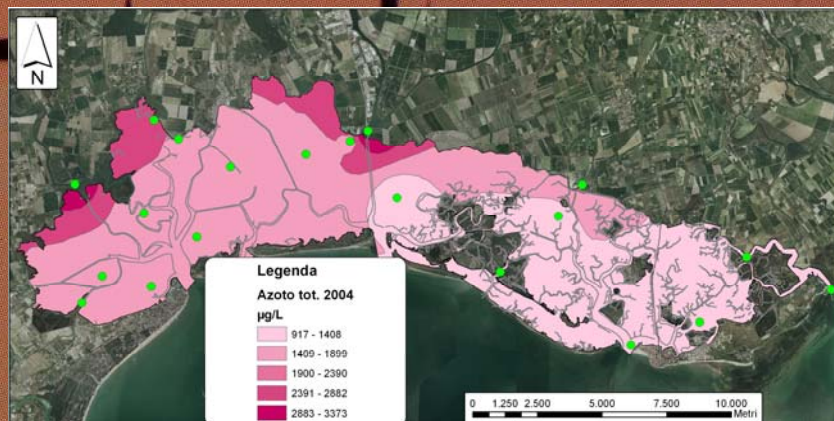 N
Legenda
Azoto tot. 2004
µg/L
917 - 1408
1409 - 1899
1900 - 2390
2391 - 2882
2883 - 3373
0 1.250 2.500 5.000 7.500 10.000
Metri